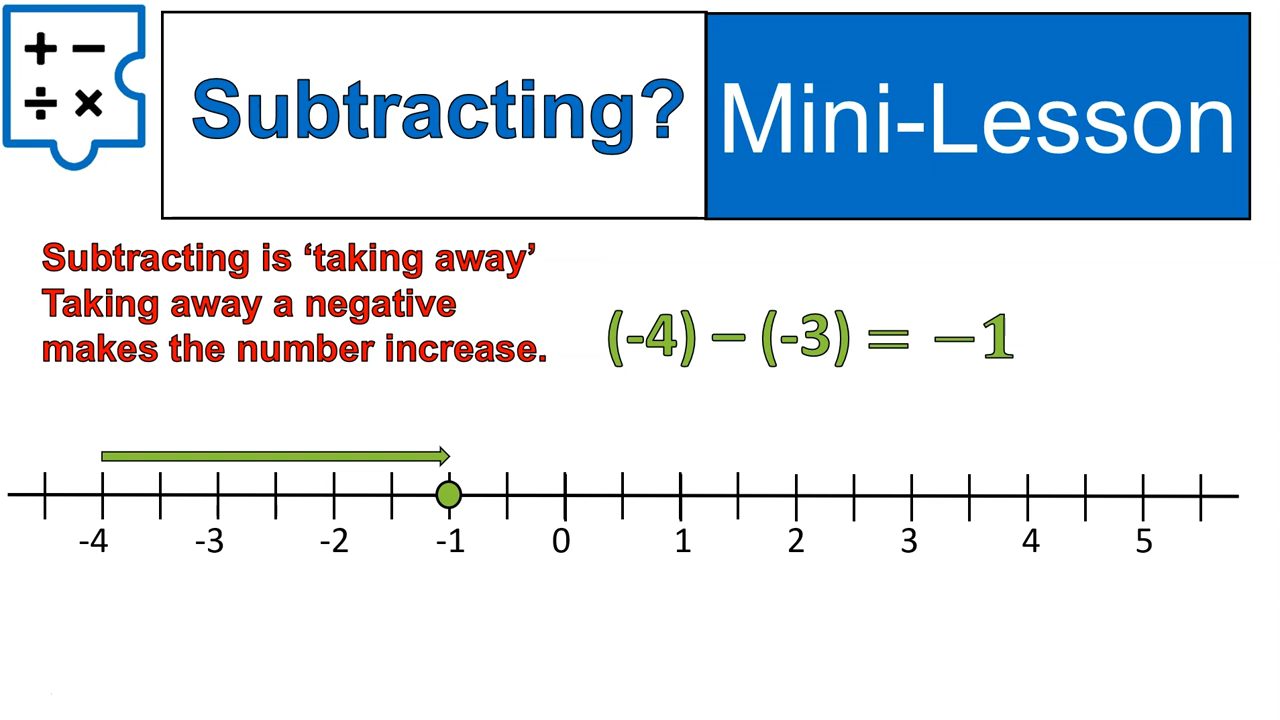 + −
÷ ×
Subtracting?
Mini-Lesson
Subtracting is ‘taking away’
Taking away a negative
makes the number increase.
(-4) − (-3) = −1
-4 -3 -2 -1 0 1 2 3 4 5